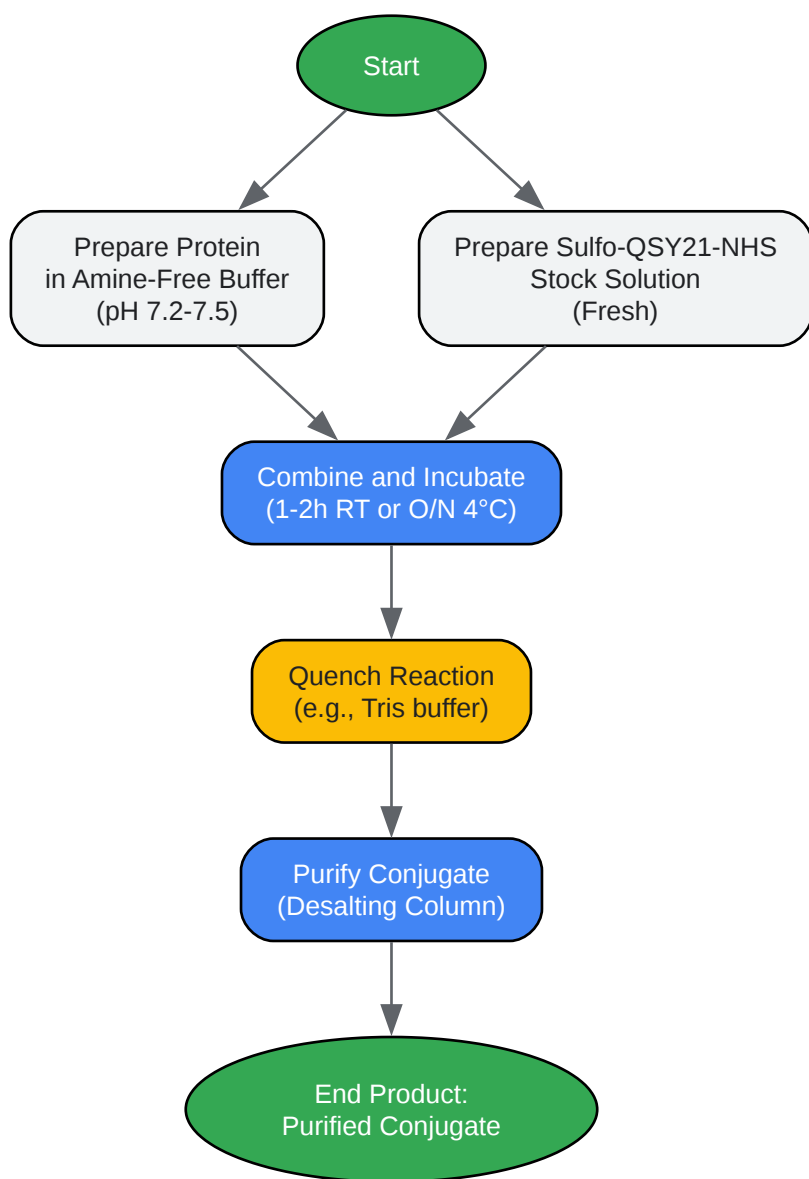 Start
Prepare Protein
in Amine-Free Buffer
(pH 7.2-7.5)
Prepare Sulfo-QSY21-NHS
Stock Solution
(Fresh)
Combine and Incubate
(1-2h RT or O/N 4°C)
Quench Reaction
(e.g., Tris buffer)
Purify Conjugate
(Desalting Column)
End Product:
Purified Conjugate